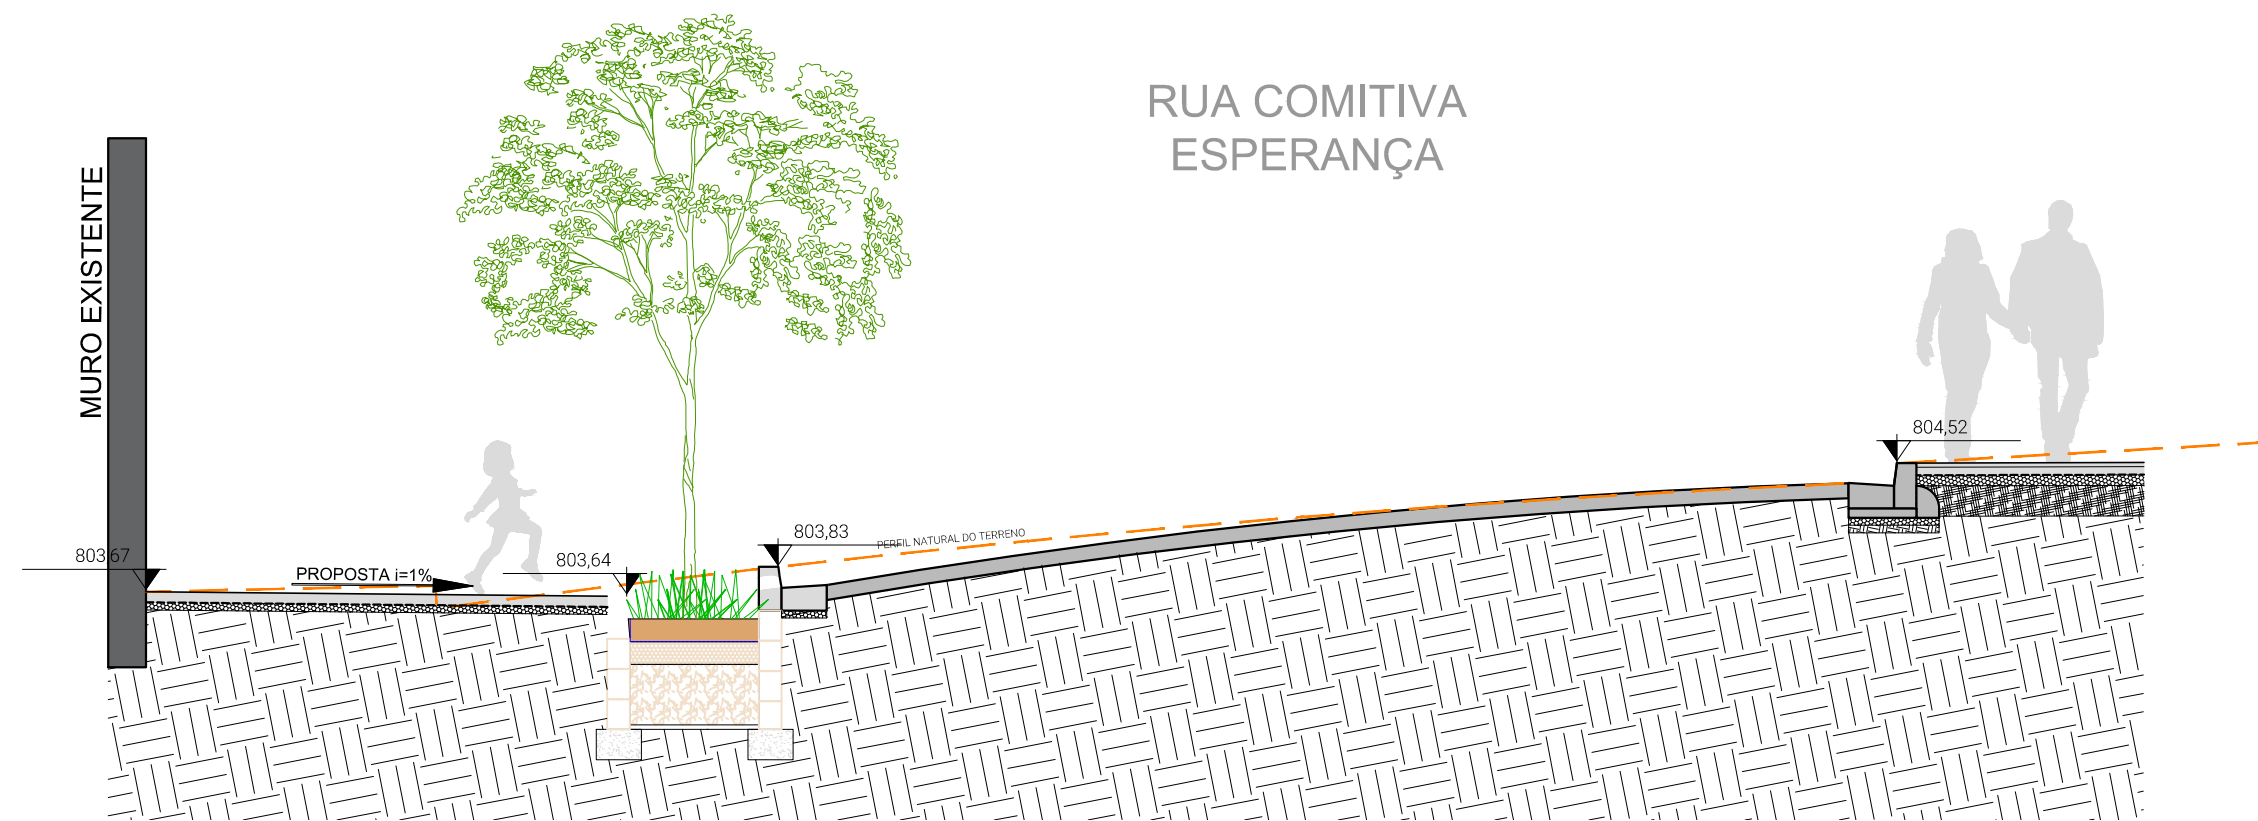 RUA COMITIVA
ESPERANÇA
MURO EXISTENTE
804,52
803,83
PERFIL NATURAL DO TERRENO
803,67
803,64
PROPOSTA i=1%